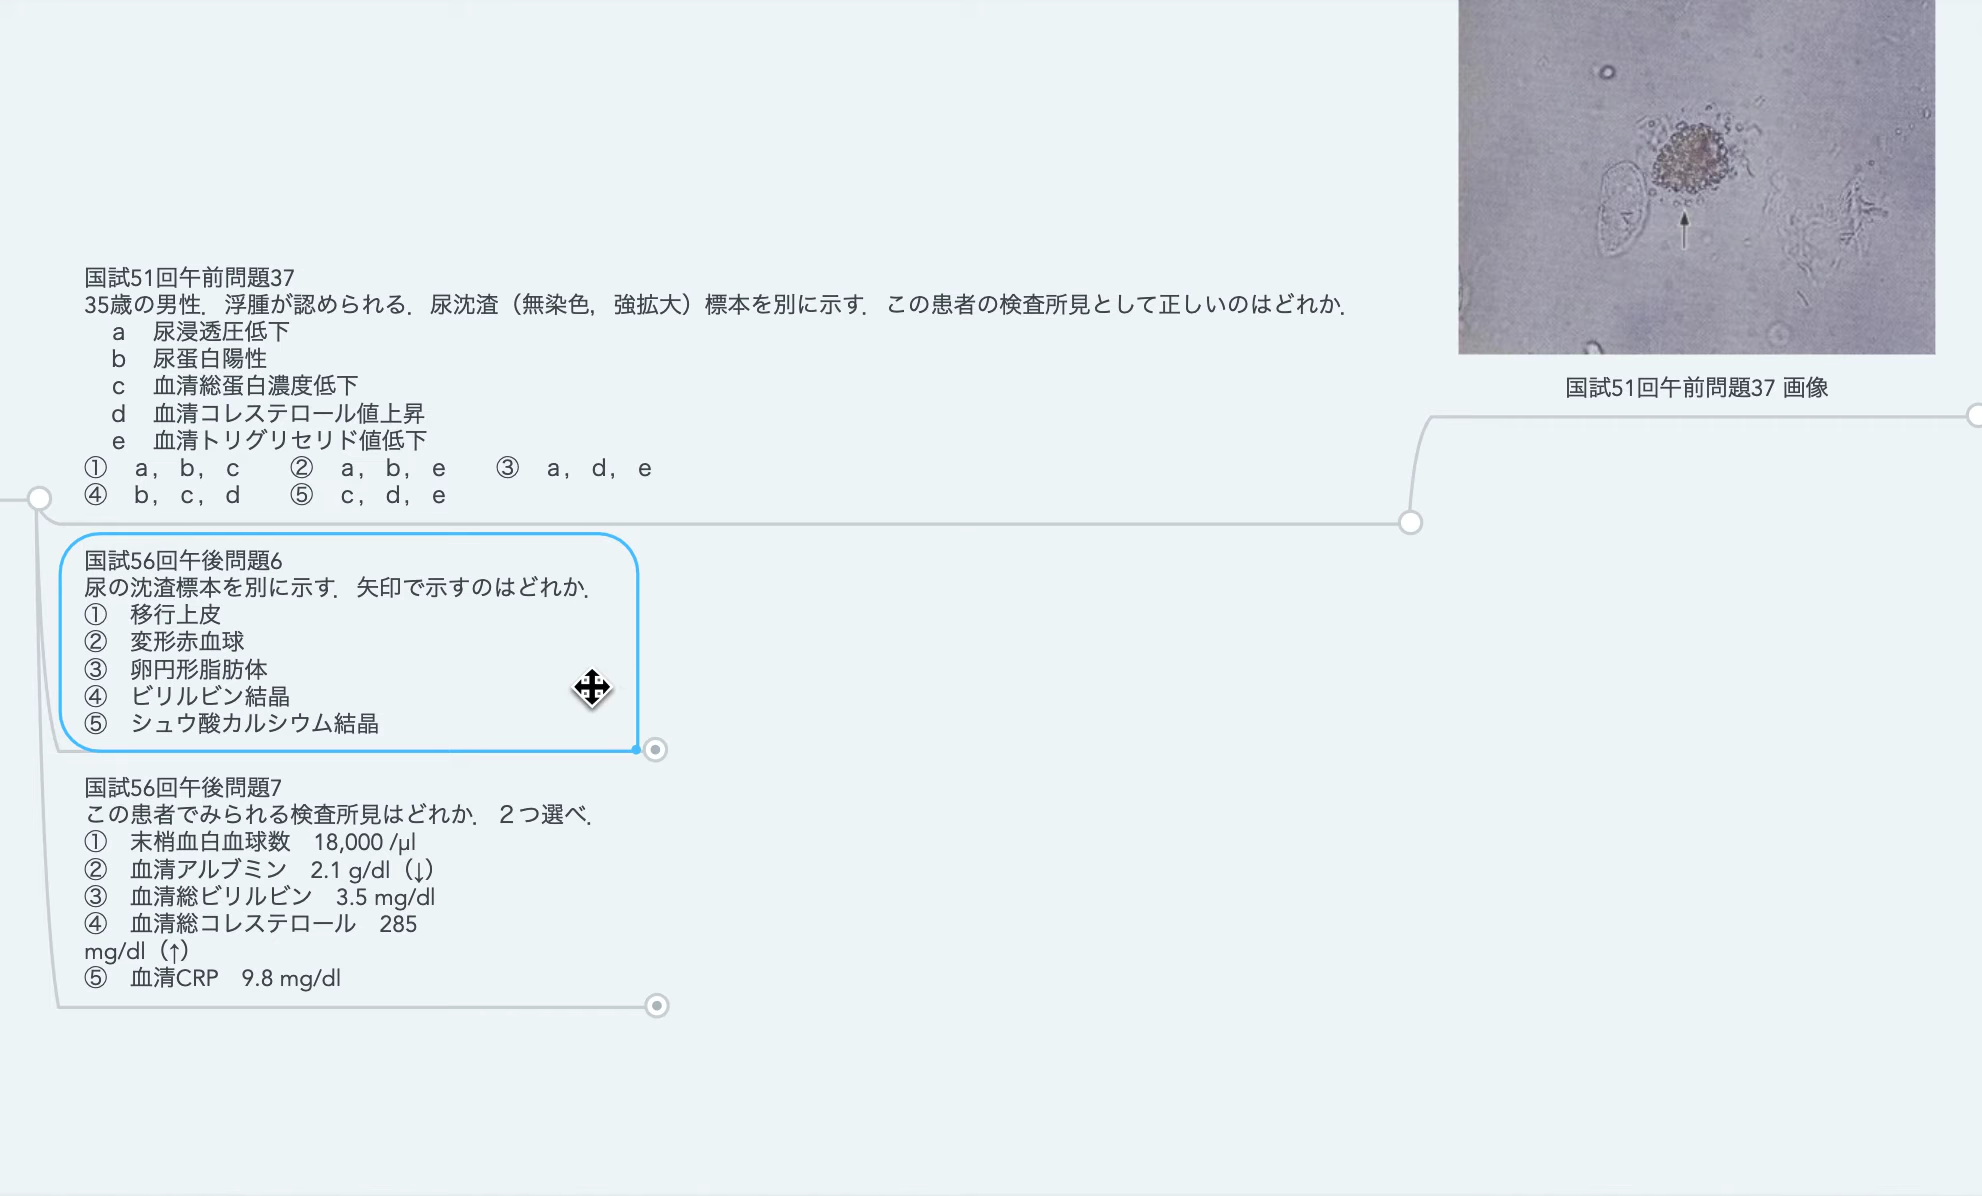 国試51回午前問題37
35歳の男性．浮腫が認められる．尿沈渣（無染色，強拡大）標本を別に示す．この患者の検査所見として正しいのはどれか．
a　尿浸透圧低下
b　尿蛋白陽性
c　血清総蛋白濃度低下
d　血清コレステロール値上昇
e　血清トリグリセリド値低下
①　a，b，c　　②　a，b，e　　③　a，d，e
④　b，c，d　　⑤　c，d，e
国試51回午前問題37 画像
国試56回午後問題6
尿の沈渣標本を別に示す．矢印で示すのはどれか．
①　移行上皮
②　変形赤血球
③　卵円形脂肪体
④　ビリルビン結晶
⑤　シュウ酸カルシウム結晶
国試56回午後問題7
この患者でみられる検査所見はどれか．２つ選べ．
①　末梢血白血球数　18,000 /μl
②　血清アルブミン　2.1 g/dl（↓）
③　血清総ビリルビン　3.5 mg/dl
④　血清総コレステロール　285
mg/dl（↑）
⑤　血清CRP　9.8 mg/dl